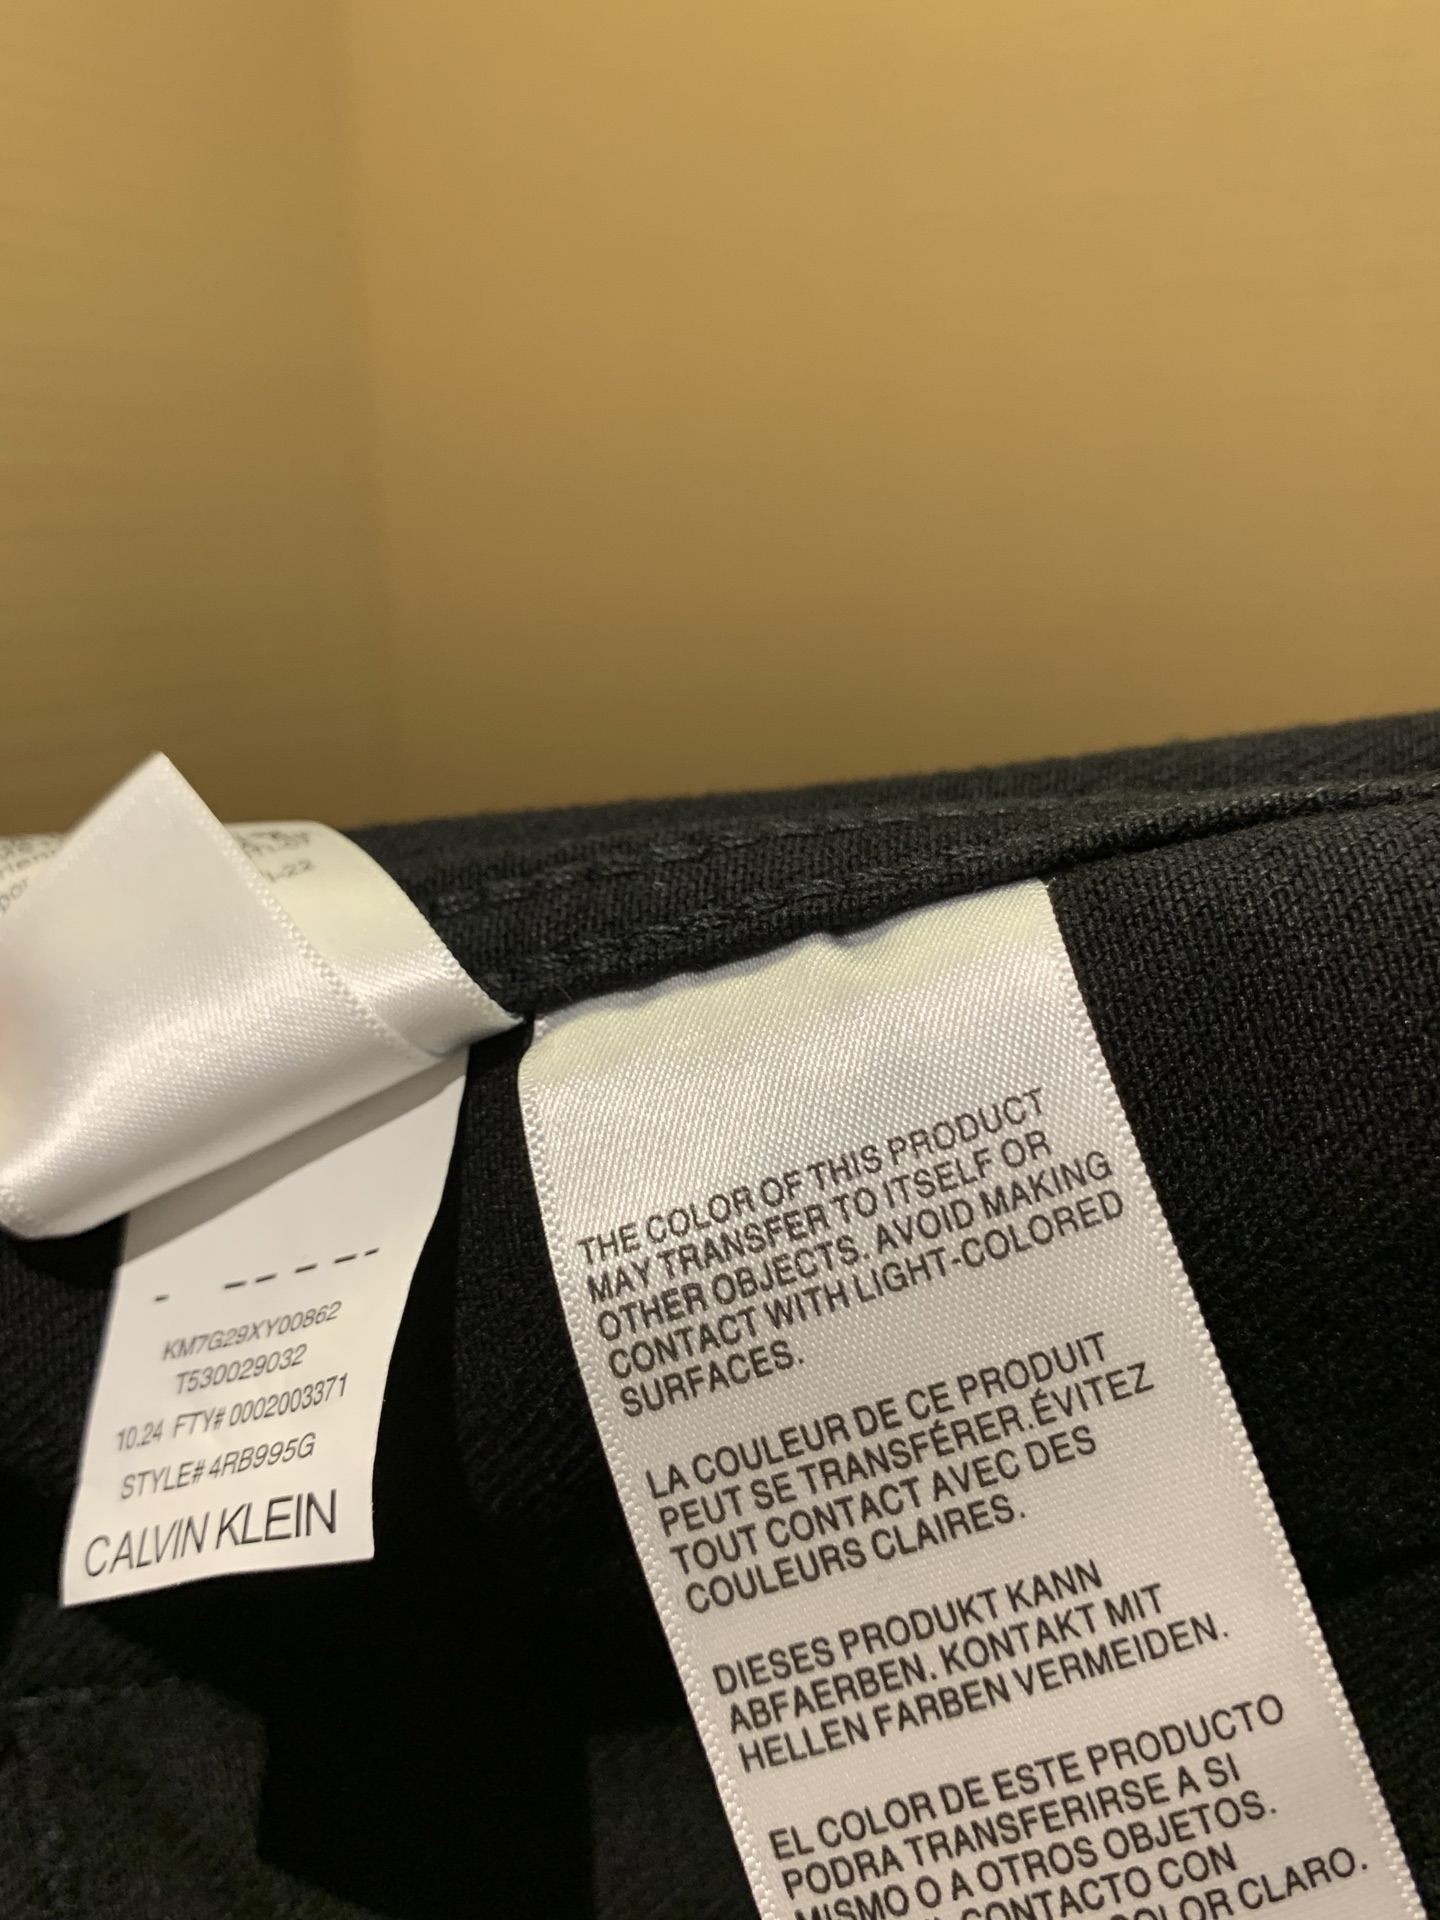 -22
KM7G29XY00862
T530029032
10.24 FTY# 0002003371
STYLE# 4RB995G
CALVIN KLEIN
THE COLOR OF THIS PRODUCT
MAY TRANSFER TO ITSELF OR
OTHER OBJECTS. AVOID MAKING
CONTACT WITH LIGHT-COLORED
SURFACES.
LA COULEUR DE CE PRODUIT
PEUT SE TRANSFÉRER.ÉVITEZ
TOUT CONTACT AVEC DES
COULEURS CLAIRES.
DIESES PRODUKT KANN
ABFAERBEN. KONTAKT MIT
HELLEN FARBEN VERMEIDEN.
EL COLOR DE ESTE PRODUCTO
PODRA TRANSFERIRSE A SI
MISMO O A OTROS OBJETOS.
CONTACTO CON
COLOR CLARO.